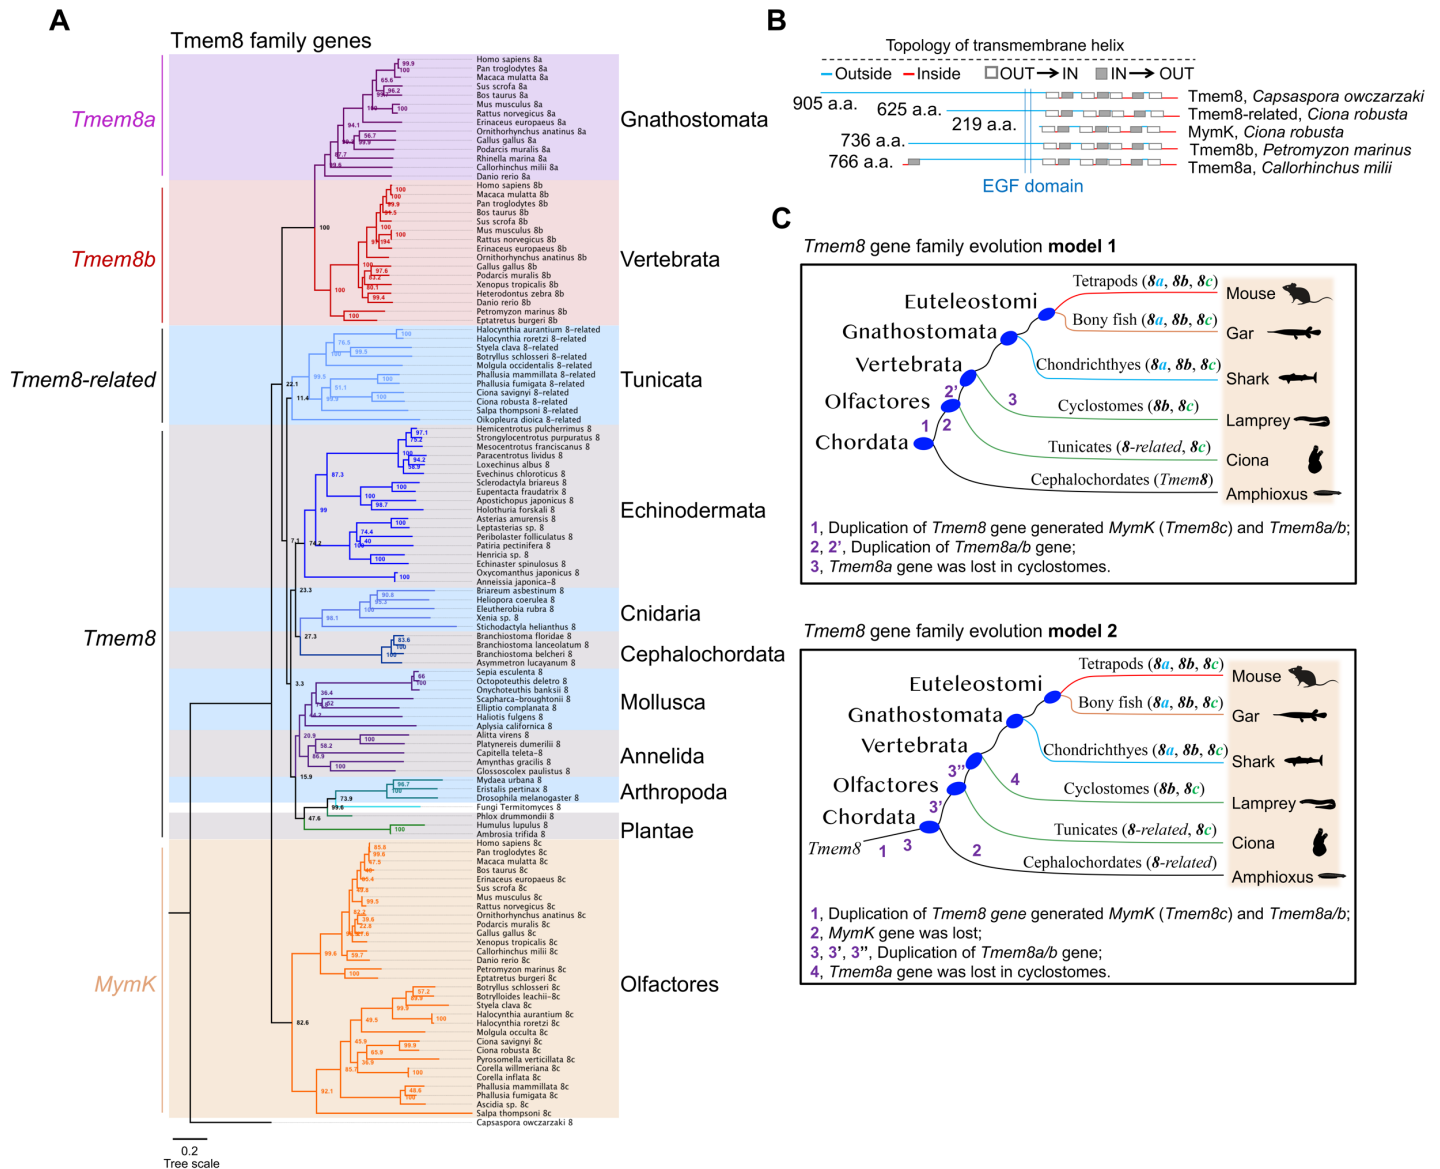 A
Tmem8 family genes
Tmem8a
Tmem8b
Tmem8-related
Tmem8
MymK
Homo sapiens 8a
Pan troglodytes 8a
Macaca mulatta 8a
Sus scrofa 8a
Bos taurus 8a
Mus musculus 8a
Rattus norvegicus 8a
Erinaceus europaeus 8a
Ornithorhynchus anatinus 8a
Gallus gallus 8a
Podarcis muralis 8a
Rhinella marina 8a
Callorhinchus milii 8a
Danio rerio 8a
Homo sapiens 8b
Macaca mulatta 8b
Pan troglodytes 8b
Bos taurus 8b
Sus scrofa 8b
Mus musculus 8b
Rattus norvegicus 8b
Erinaceus europaeus 8b
Ornithorhynchus anatinus 8b
Gallus gallus 8b
Podarcis muralis 8b
Xenopus tropicalis 8b
Heterodontus zebra 8b
Danio rerio 8b
Petromyzon marinus 8b
Eptatretus burgeri 8b
Halocynthia aurantium 8-related
Halocynthia roretzi 8-related
Styela clava 8-related
Botryllus schlosseri 8-related
Molgula occidentalis 8-related
Phallusia mammillata 8-related
Phallusia fumigata 8-related
Ciona savignyi 8-related
Ciona robusta 8-related
Salpa thompsoni 8-related
Oikopleura dioica 8-related
Hemicentrotus pulcherrimus 8
Strongylocentrotus purpuratus 8
Mesocentrotus franciscanus 8
Paracentrotus lividus 8
Loxechinus albus 8
Evechinus chloroticus 8
Sclerodactyla briareus 8
Eupentacta fraudatrix 8
Apostichopus japonicus 8
Holothuria forskali 8
Asterias amurensis 8
Leptasterias sp. 8
Peribolaster folliculatus 8
Patiria pectinifera 8
Henricia sp. 8
Echinaster spinulosus 8
Oxycomanthus japonicus 8
Anneissia japonica-8
Briareum asbestinum 8
Heliopora coerulea 8
Eleutherobia rubra 8
Xenia sp. 8
Stichodactyla helianthus 8
Branchiostoma floridae 8
Branchiostoma lanceolatum 8
Branchiostoma belcheri 8
Asymmetron lucayanum 8
Sepia esculenta 8
Octopoteuthis deletro 8
Onychoteuthis banksii 8
Scapharca-broughtonii 8
Elliptio complanata 8
Haliotis fulgens 8
Aplysia californica 8
Alitta virens 8
Platynereis dumerilii 8
Capitella teleta-8
Amynthas gracilis 8
Glossoscolex paulistus 8
Mydaea urbana 8
Eristalis pertinax 8
Drosophila melanogaster 8
Fungi Termitomyces 8
Phlox drummondii 8
Humulus lupulus 8
Ambrosia trifida 8
Homo sapiens 8c
Pan troglodytes 8c
Macaca mulatta 8c
Bos taurus 8c
Erinaceus europaeus 8c
Sus scrofa 8c
Mus musculus 8c
Rattus norvegicus 8c
Ornithorhynchus anatinus 8c
Podarcis muralis 8c
Gallus gallus 8c
Xenopus tropicalis 8c
Callorhinchus milii 8c
Danio rerio 8c
Petromyzon marinus 8c
Eptatretus burgeri 8c
Botryllus schlosseri 8c
Botrylloides leachii-8c
Styela clava 8c
Halocynthia aurantium 8c
Halocynthia roretzi 8c
Molgula occulta 8c
Ciona savignyi 8c
Ciona robusta 8c
Pyrosomella verticillata 8c
Corella willmeriana 8c
Corella inflata 8c
Phallusia mammillata 8c
Phallusia fumigata 8c
Ascidia sp. 8c
Salpa thompsoni 8c
Capsaspora owczarzaki 8
Gnathostomata
Vertebrata
Tunicata
Echinodermata
Cnidaria
Cephalochordata
Mollusca
Annelida
Arthropoda
Plantae
Olfactores
0.2
Tree scale
B
Topology of transmembrane helix
Outside Inside OUT IN IN OUT
905 a.a. Tmem8, Capsaspora owczarzaki
625 a.a. Tmem8-related, Ciona robusta
219 a.a. MymK, Ciona robusta
736 a.a. Tmem8b, Petromyzon marinus
766 a.a. Tmem8a, Callorhinchus milii
EGF domain
C
Tmem8 gene family evolution model 1
Tetrapods (8a, 8b, 8c) Mouse
Euteleostomi
Bony fish (8a, 8b, 8c) Gar
Gnathostomata
Chondrichthyes (8a, 8b, 8c) Shark
Vertebrata
2' 3
Olfactores
Cyclostomes (8b, 8c) Lamprey
1 2
Chordata
Tunicates (8-related, 8c) Ciona
Cephalochordates (Tmem8) Amphioxus
1, Duplication of Tmem8 gene generated MymK (Tmem8c) and Tmem8a/b;
2, 2', Duplication of Tmem8a/b gene;
3, Tmem8a gene was lost in cyclostomes.
Tmem8 gene family evolution model 2
Tetrapods (8a, 8b, 8c) Mouse
Euteleostomi
Bony fish (8a, 8b, 8c) Gar
Gnathostomata
Vertebrata
Chondrichthyes (8a, 8b, 8c) Shark
3'' 4
Olfactores
Cyclostomes (8b, 8c) Lamprey
3'
Chordata
Tunicates (8-related, 8c) Ciona
Tmem8 1 3 2
Cephalochordates (8-related) Amphioxus
1, Duplication of Tmem8 gene generated MymK (Tmem8c) and Tmem8a/b;
2, MymK gene was lost;
3, 3', 3'', Duplication of Tmem8a/b gene;
4, Tmem8a gene was lost in cyclostomes.